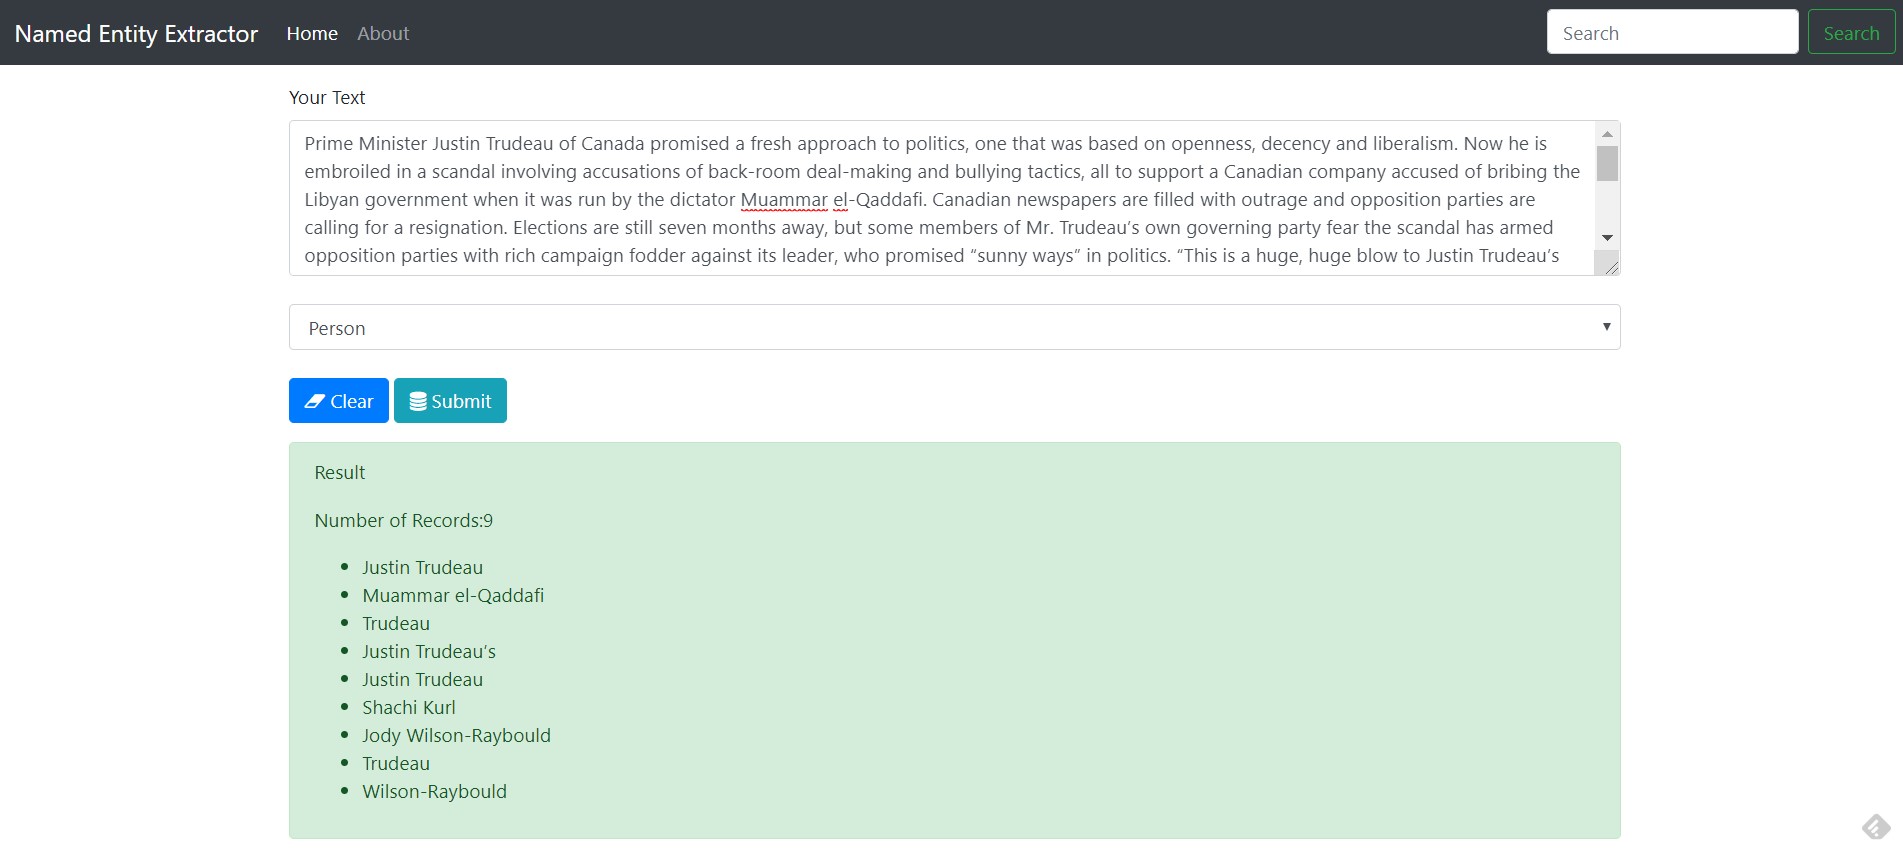 Named Entity Extractor Home About Search Search
Your Text
Prime Minister Justin Trudeau of Canada promised a fresh approach to politics, one that was based on openness, decency and liberalism. Now he is
embroiled in a scandal involving accusations of back-room deal-making and bullying tactics, all to support a Canadian company accused of bribing the
Libyan government when it was run by the dictator Muammar el-Qaddafi. Canadian newspapers are filled with outrage and opposition parties are
calling for a resignation. Elections are still seven months away, but some members of Mr. Trudeau’s own governing party fear the scandal has armed
opposition parties with rich campaign fodder against its leader, who promised “sunny ways” in politics. “This is a huge, huge blow to Justin Trudeau’s
Person
Clear Submit
Result
Number of Records:9
Justin Trudeau
Muammar el-Qaddafi
Trudeau
Justin Trudeau’s
Justin Trudeau
Shachi Kurl
Jody Wilson-Raybould
Trudeau
Wilson-Raybould